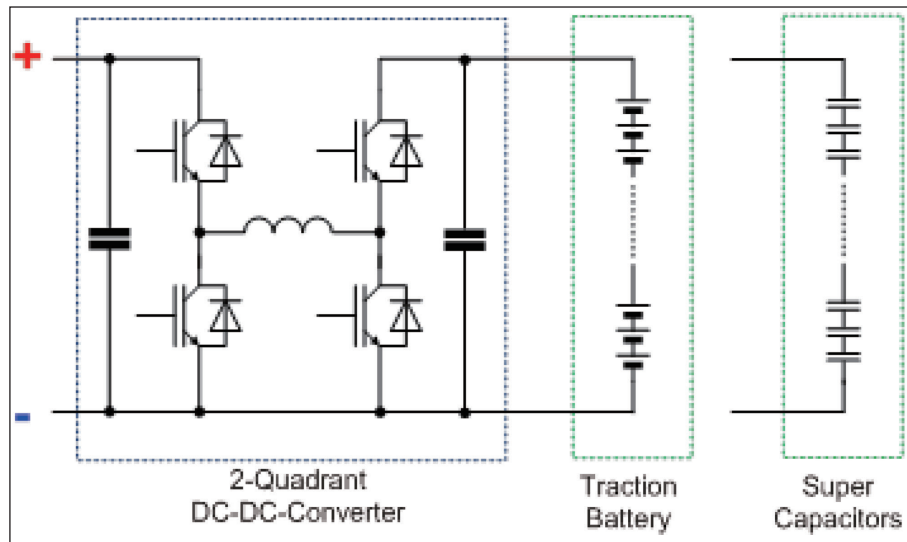 +
-
2-Quadrant
DC-DC-Converter
Traction
Battery
Super
Capacitors